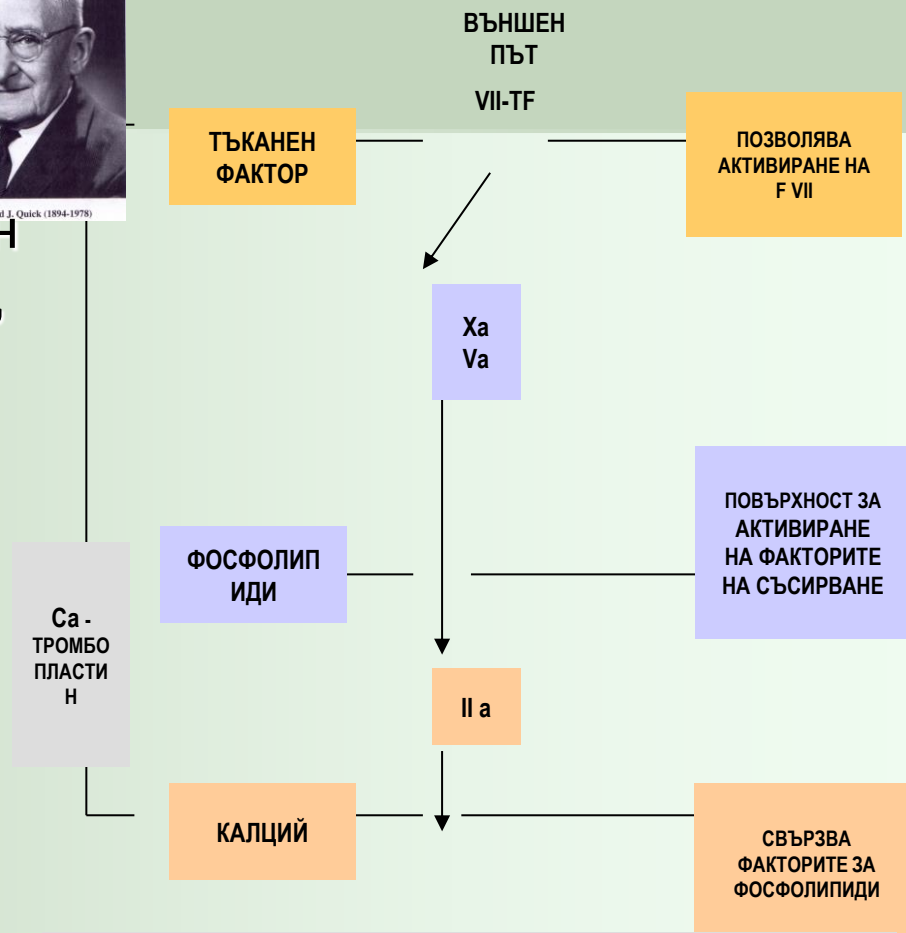 ВЪНШЕН
ПЪТ
VII-TF
ТЪКАНЕН
ФАКТОР
ПОЗВОЛЯВА
АКТИВИРАНЕ НА
F VII
J. Quick (1894-1978)
Н
Xa
Va
ПОВЪРХНОСТ ЗА
АКТИВИРАНЕ
НА ФАКТОРИТЕ
НА СЪСИРВАНЕ
ФОСФОЛИП
ИДИ
Ca -
ТРОМБО
ПЛАСТИ
Н
II a
КАЛЦИЙ
СВЪРЗВА
ФАКТОРИТЕ ЗА
ФОСФОЛИПИДИ